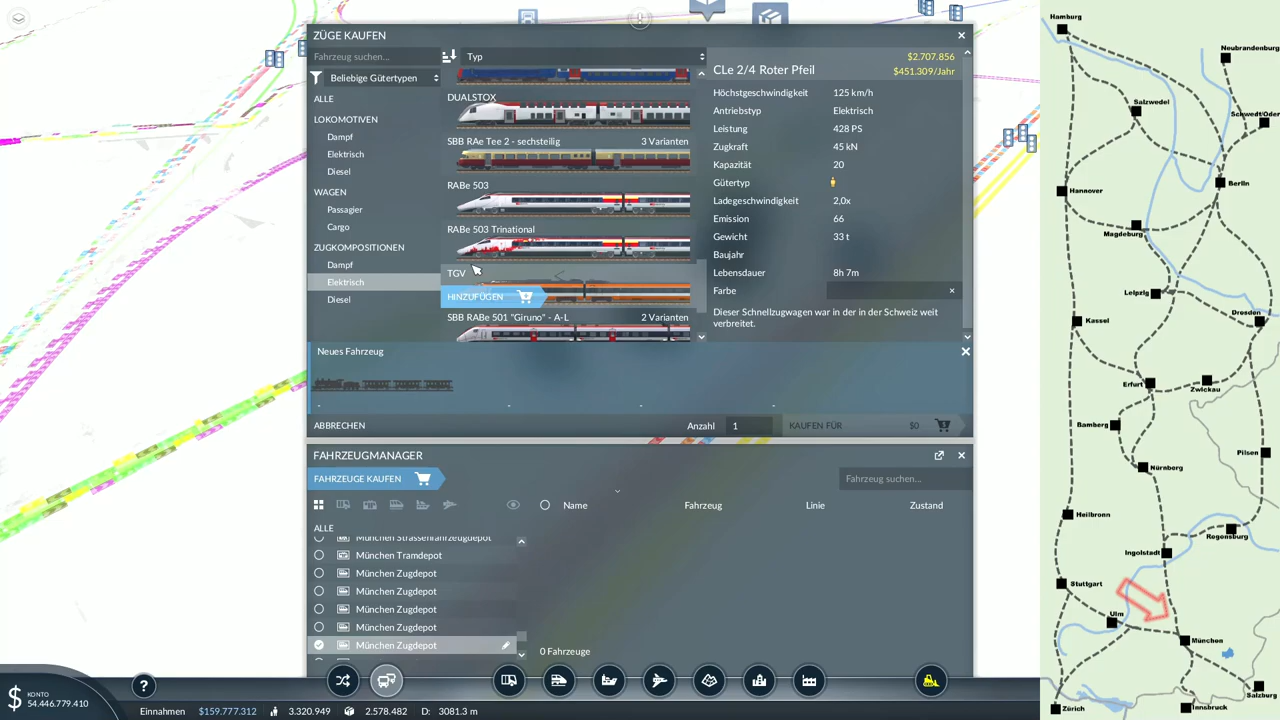 ZÜGE KAUFEN
Fahrzeug suchen...
Typ
Beliebige Gütertypen
ALLE
LOKOMOTIVEN
Dampf
Elektrisch
Diesel
WAGEN
Passagier
Cargo
ZUGKOMPOSITIONEN
Dampf
Elektrisch
Diesel
DUALSTOX
SBB RAe Tee 2 - sechsteilig 3 Varianten
RABe 503
RABe 503 Trinational
TGV
HINZUFÜGEN
SBB RABe 501 "Giruno" - A-L 2 Varianten
$2.707.856
CLe 2/4 Roter Pfeil
$451.309/Jahr
Höchstgeschwindigkeit 125 km/h
Antriebstyp Elektrisch
Leistung 428 PS
Zugkraft 45 kN
Kapazität 20
Gütertyp
Ladegeschwindigkeit 2,0x
Emission 66
Gewicht 33 t
Baujahr
Lebensdauer 8h 7m
Farbe
Dieser Schnellzugwagen war in der in der Schweiz weit
verbreitet.
Neues Fahrzeug
- - - -
ABBRECHEN
Anzahl 1
KAUFEN FÜR $0
FAHRZEUGMANAGER
FAHRZEUGE KAUFEN
Fahrzeug suchen...
Name Fahrzeug Linie Zustand
ALLE
München Strassenfahrzeugdepot
München Tramdepot
München Zugdepot
München Zugdepot
München Zugdepot
München Zugdepot
München Zugdepot
0 Fahrzeuge
$ KONTO
54.446.779.410
?
Einnahmen $159.777.312 3.320.949
D: 3081.3 m
Hamburg
Neubrandenburg
Salzwedel
Schwedt/Oder
Berlin
Hannover
Magdeburg
Leipzig
Dresden
Kassel
Erfurt
Zwickau
Bamberg
Pilsen
Nürnberg
Heilbronn
Regensburg
Ingolstadt
Stuttgart
Ulm
München
Salzburg
Zürich
Innsbruck